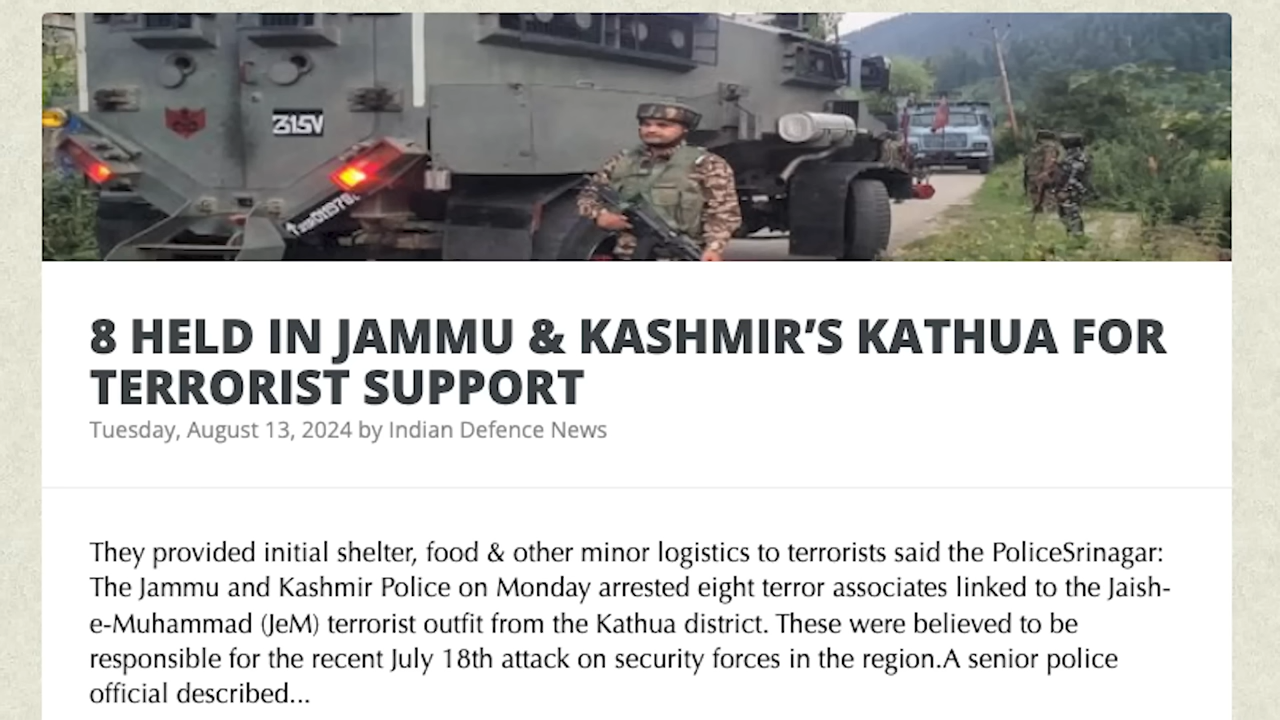 315V
8 HELD IN JAMMU & KASHMIR’S KATHUA FOR
TERRORIST SUPPORT
Tuesday, August 13, 2024 by Indian Defence News
They provided initial shelter, food & other minor logistics to terrorists said the PoliceSrinagar:
The Jammu and Kashmir Police on Monday arrested eight terror associates linked to the Jaish-
e-Muhammad (JeM) terrorist outfit from the Kathua district. These were believed to be
responsible for the recent July 18th attack on security forces in the region.A senior police
official described...